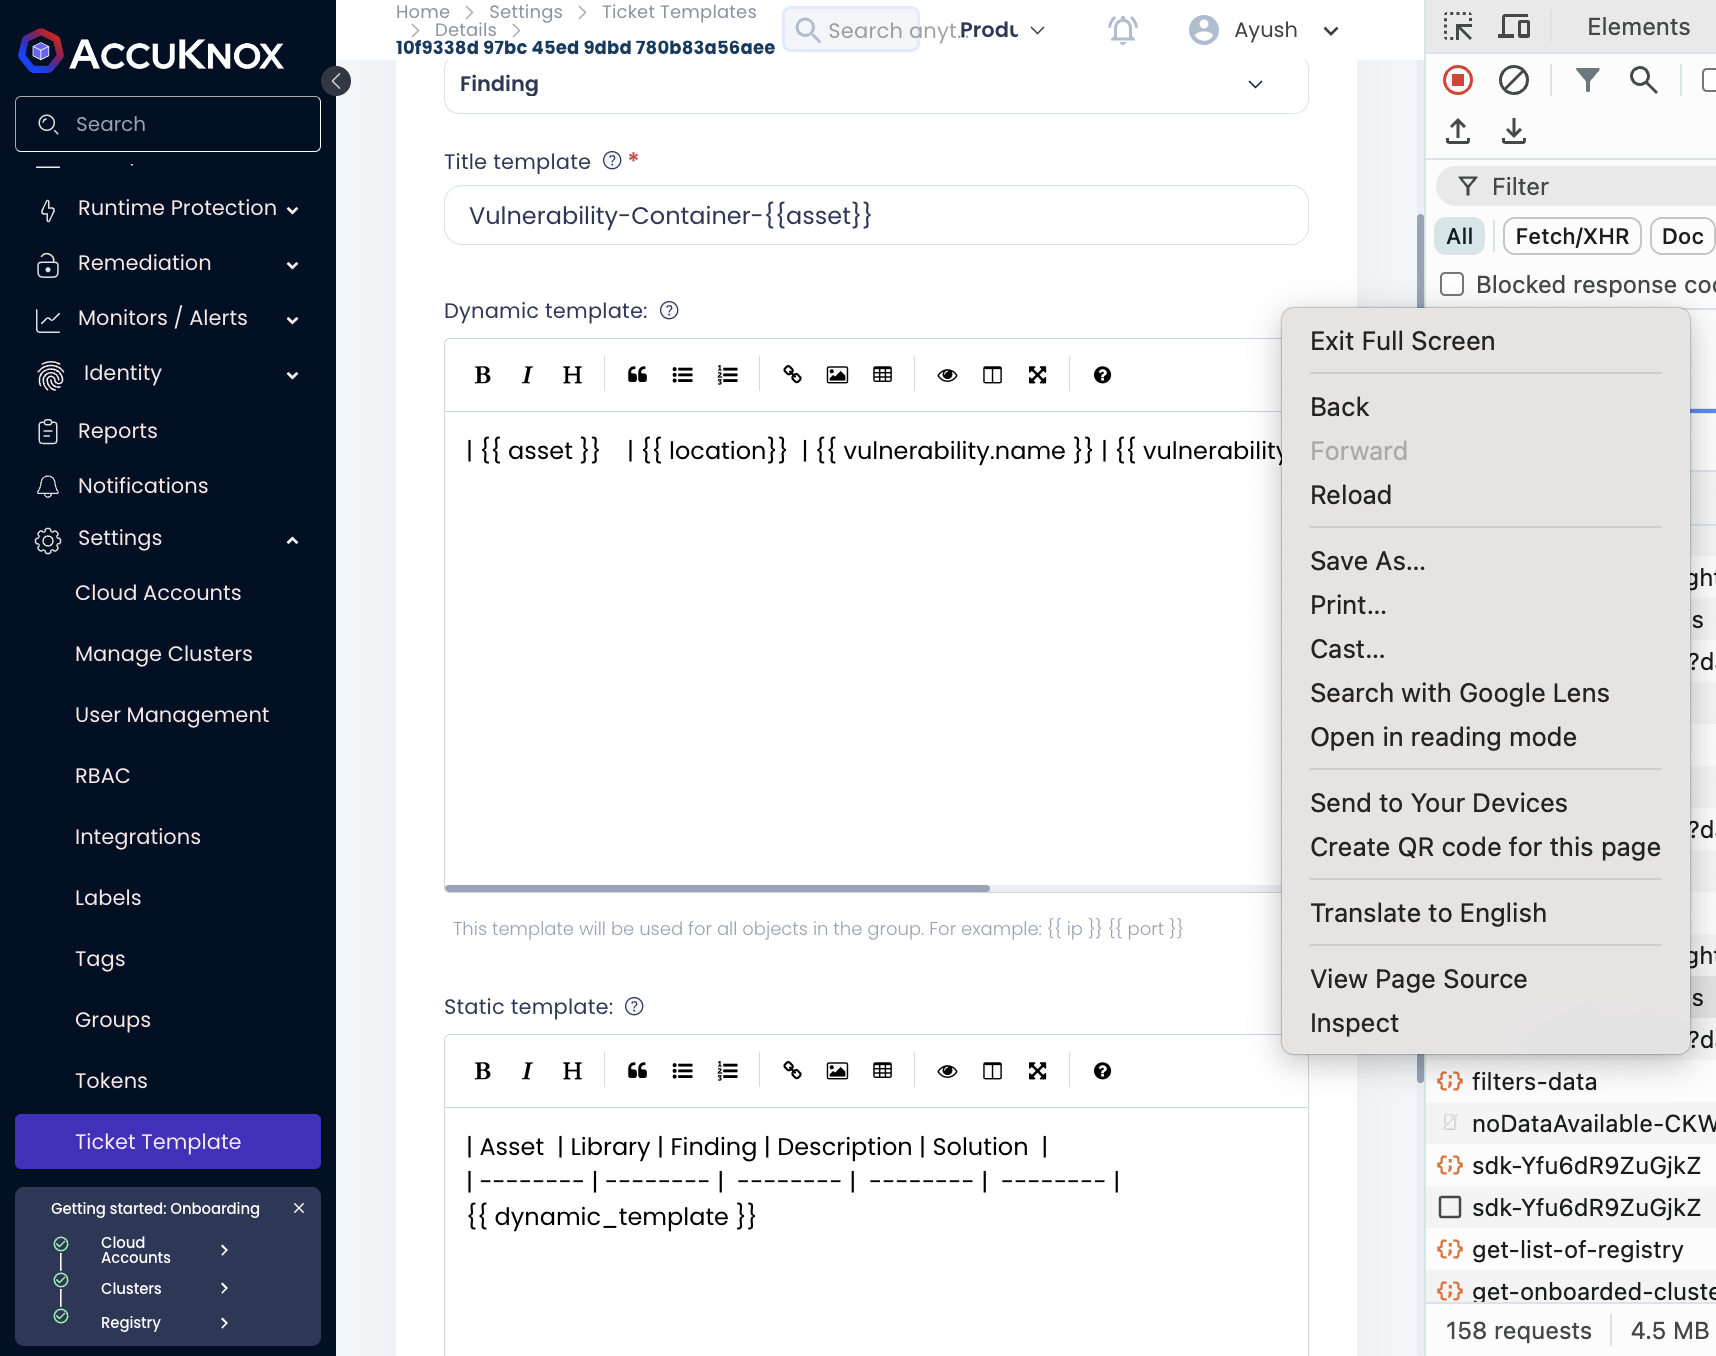 ACCUKNOX
Search
Runtime Protection
Remediation
Monitors / Alerts
Identity
Reports
Notifications
Settings
Cloud Accounts
Manage Clusters
User Management
RBAC
Integrations
Labels
Tags
Groups
Tokens
Ticket Template
Getting started: Onboarding
Cloud
Accounts
Clusters
Registry
Home > Settings > Ticket Templates
> Details >
10f9338d 97bc 45ed 9dbd 780b83a56aee
Search anyt...
Produ
Ayush
Finding
Title template *
Vulnerability-Container-{{asset}}
Dynamic template:
| {{ asset }} | {{ location}} | {{ vulnerability.name }} | {{ vulnerability
This template will be used for all objects in the group. For example: {{ ip }} {{ port }}
Static template:
| Asset | Library | Finding | Description | Solution |
| -------- | -------- | -------- | -------- | -------- |
{{ dynamic_template }}
Exit Full Screen
Back
Forward
Reload
Save As...
Print...
Cast...
Search with Google Lens
Open in reading mode
Send to Your Devices
Create QR code for this page
Translate to English
View Page Source
Inspect
Elements
Filter
All
Fetch/XHR
Doc
Blocked response coo
ght
s
?da
?da
ght
s
?da
filters-data
noDataAvailable-CKW
sdk-Yfu6dR9ZuGjkZ
sdk-Yfu6dR9ZuGjkZ
get-list-of-registry
get-onboarded-cluste
158 requests
4.5 MB